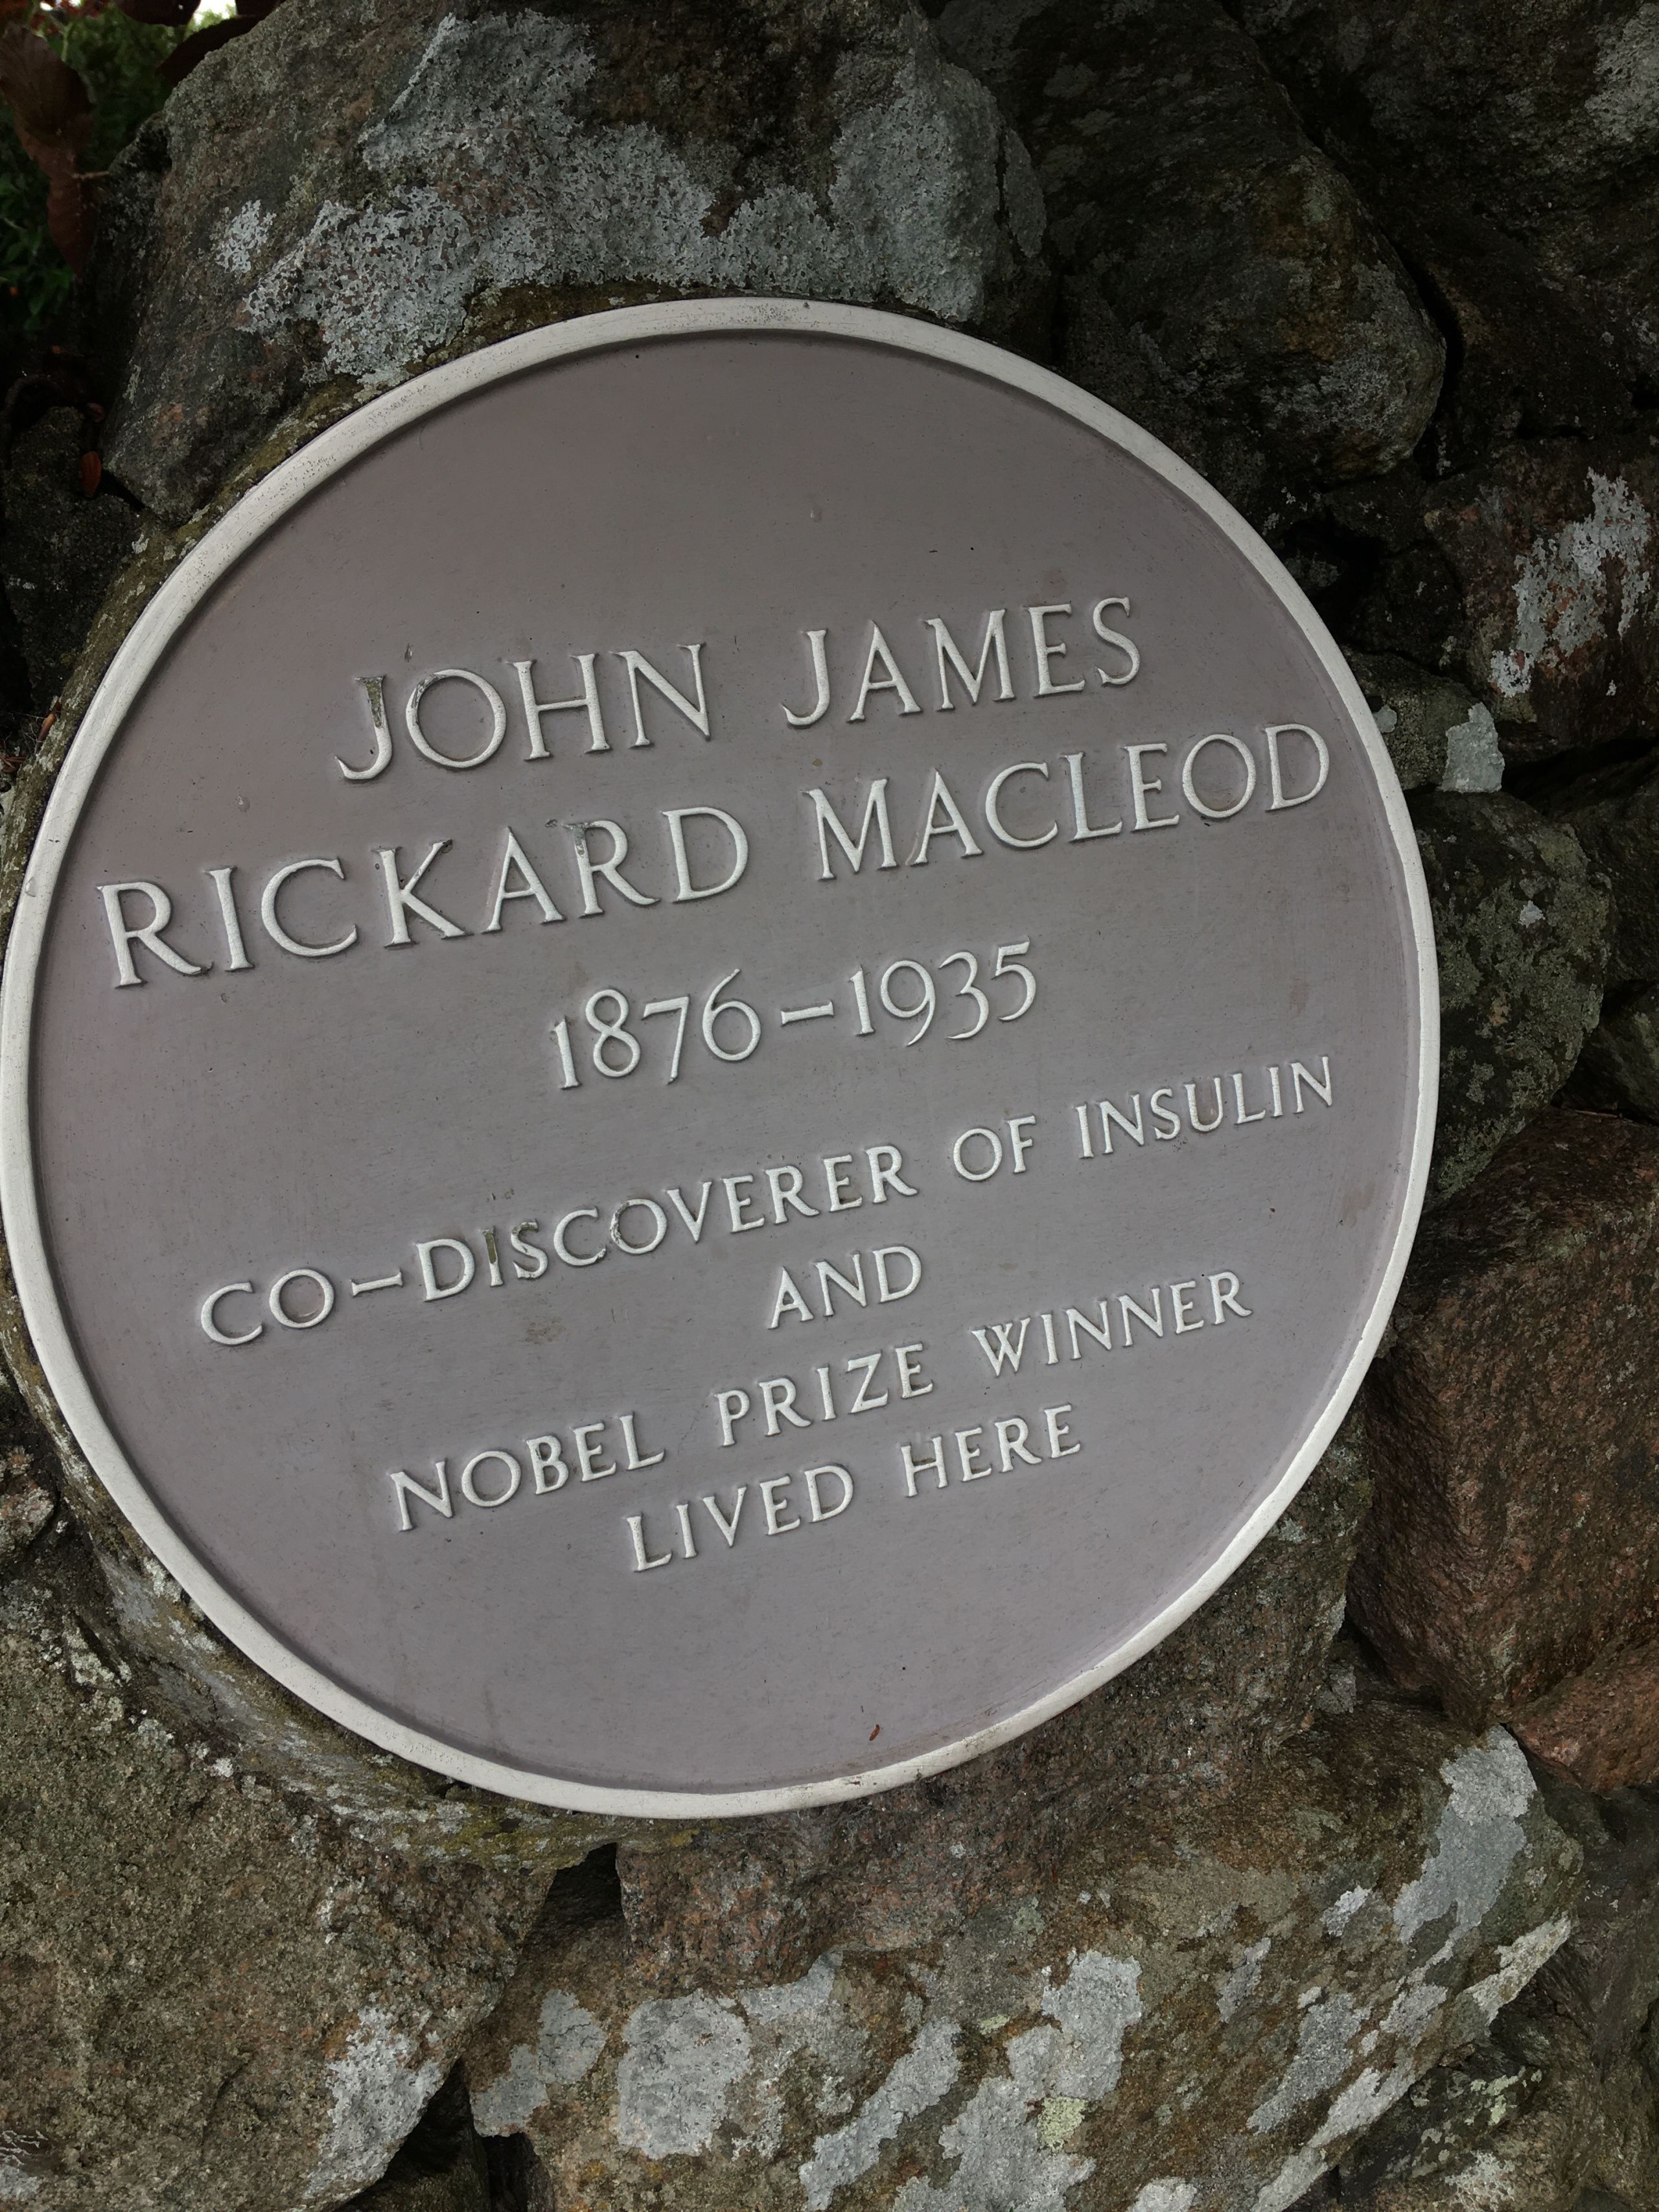 JOHN JAMES
RICKARD MACLEOD
1876–1935
CO–DISCOVERER OF INSULIN
AND
NOBEL PRIZE WINNER
LIVED HERE